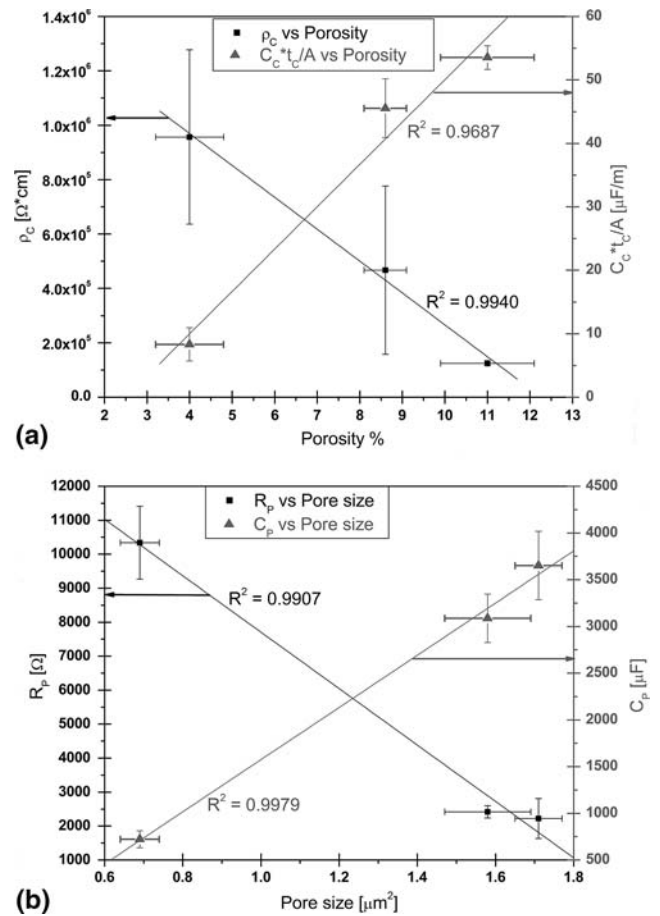 ρC vs Porosity
CC*tC/A vs Porosity
1.4x10⁶
1.2x10⁶
1.0x10⁶
8.0x10⁵
6.0x10⁵
4.0x10⁵
2.0x10⁵
0.0
ρC [Ω*cm]
60
50
40
30
20
10
0
CC*tC/A [µF/m]
R² = 0.9687
R² = 0.9940
2 3 4 5 6 7 8 9 10 11 12 13
Porosity %
(a)
RP vs Pore size
CP vs Pore size
12000
11000
10000
9000
8000
7000
6000
5000
4000
3000
2000
1000
RP [Ω]
4500
4000
3500
3000
2500
2000
1500
1000
500
CP [µF]
R² = 0.9907
R² = 0.9979
0.6 0.8 1.0 1.2 1.4 1.6 1.8
Pore size [µm²]
(b)